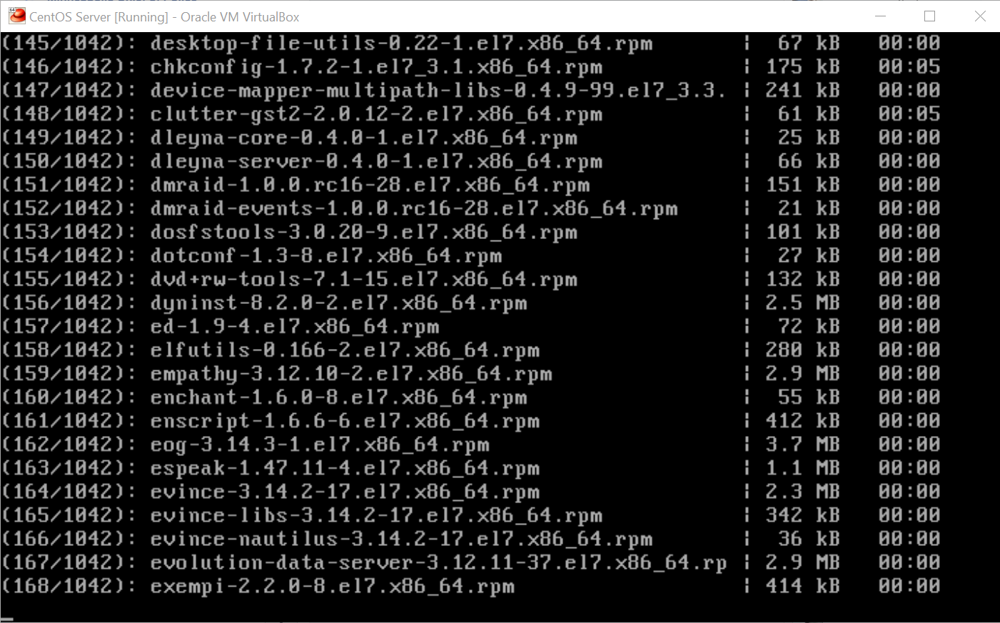 64
CentOS Server [Running] - Oracle VM VirtualBox
(145/1042): desktop-file-utils-0.22-1.el7.x86_64.rpm | 67 kB 00:00
(146/1042): chkconfig-1.7.2-1.el7_3.1.x86_64.rpm | 175 kB 00:05
(147/1042): device-mapper-multipath-libs-0.4.9-99.el7_3.3. | 241 kB 00:00
(148/1042): clutter-gst2-2.0.12-2.el7.x86_64.rpm | 61 kB 00:05
(149/1042): dleyna-core-0.4.0-1.el7.x86_64.rpm | 25 kB 00:00
(150/1042): dleyna-server-0.4.0-1.el7.x86_64.rpm | 66 kB 00:00
(151/1042): dmraid-1.0.0.rc16-28.el7.x86_64.rpm | 151 kB 00:00
(152/1042): dmraid-events-1.0.0.rc16-28.el7.x86_64.rpm | 21 kB 00:00
(153/1042): dosfstools-3.0.20-9.el7.x86_64.rpm | 101 kB 00:00
(154/1042): dotconf-1.3-8.el7.x86_64.rpm | 27 kB 00:00
(155/1042): dvd+rw-tools-7.1-15.el7.x86_64.rpm | 132 kB 00:00
(156/1042): dyninst-8.2.0-2.el7.x86_64.rpm | 2.5 MB 00:00
(157/1042): ed-1.9-4.el7.x86_64.rpm | 72 kB 00:00
(158/1042): elfutils-0.166-2.el7.x86_64.rpm | 280 kB 00:00
(159/1042): empathy-3.12.10-2.el7.x86_64.rpm | 2.9 MB 00:00
(160/1042): enchant-1.6.0-8.el7.x86_64.rpm | 55 kB 00:00
(161/1042): enscript-1.6.6-6.el7.x86_64.rpm | 412 kB 00:00
(162/1042): eog-3.14.3-1.el7.x86_64.rpm | 3.7 MB 00:00
(163/1042): espeak-1.47.11-4.el7.x86_64.rpm | 1.1 MB 00:00
(164/1042): evince-3.14.2-17.el7.x86_64.rpm | 2.3 MB 00:00
(165/1042): evince-libs-3.14.2-17.el7.x86_64.rpm | 342 kB 00:00
(166/1042): evince-nautilus-3.14.2-17.el7.x86_64.rpm | 36 kB 00:00
(167/1042): evolution-data-server-3.12.11-37.el7.x86_64.rp | 2.9 MB 00:00
(168/1042): exempi-2.2.0-8.el7.x86_64.rpm | 414 kB 00:00